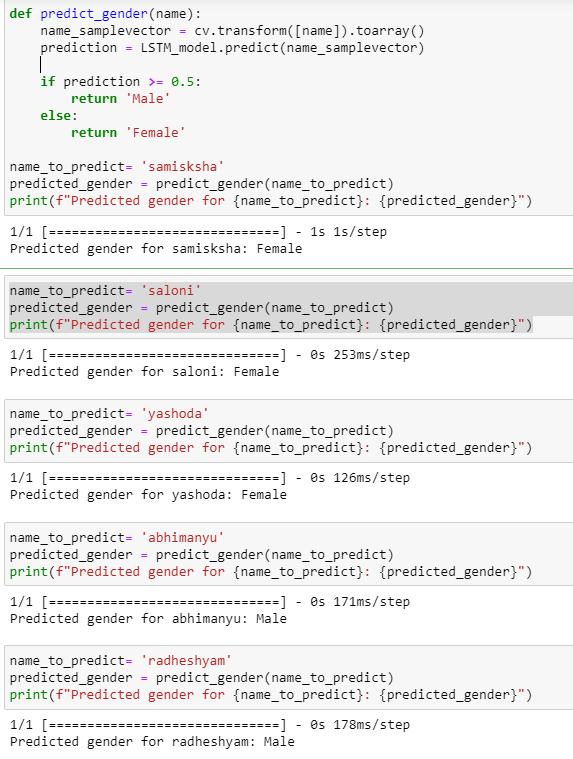 def predict_gender(name):
    name_samplevector = cv.transform([name]).toarray()
    prediction = LSTM_model.predict(name_samplevector)
    if prediction >= 0.5:
        return 'Male'
    else:
        return 'Female'
name_to_predict= 'samisksha'
predicted_gender = predict_gender(name_to_predict)
print(f"Predicted gender for {name_to_predict}: {predicted_gender}")
1/1 [==============================] - 1s 1s/step
Predicted gender for samisksha: Female
name_to_predict= 'saloni'
predicted_gender = predict_gender(name_to_predict)
print(f"Predicted gender for {name_to_predict}: {predicted_gender}")
1/1 [==============================] - 0s 253ms/step
Predicted gender for saloni: Female
name_to_predict= 'yashoda'
predicted_gender = predict_gender(name_to_predict)
print(f"Predicted gender for {name_to_predict}: {predicted_gender}")
1/1 [==============================] - 0s 126ms/step
Predicted gender for yashoda: Female
name_to_predict= 'abhimanyu'
predicted_gender = predict_gender(name_to_predict)
print(f"Predicted gender for {name_to_predict}: {predicted_gender}")
1/1 [==============================] - 0s 171ms/step
Predicted gender for abhimanyu: Male
name_to_predict= 'radheshyam'
predicted_gender = predict_gender(name_to_predict)
print(f"Predicted gender for {name_to_predict}: {predicted_gender}")
1/1 [==============================] - 0s 178ms/step
Predicted gender for radheshyam: Male